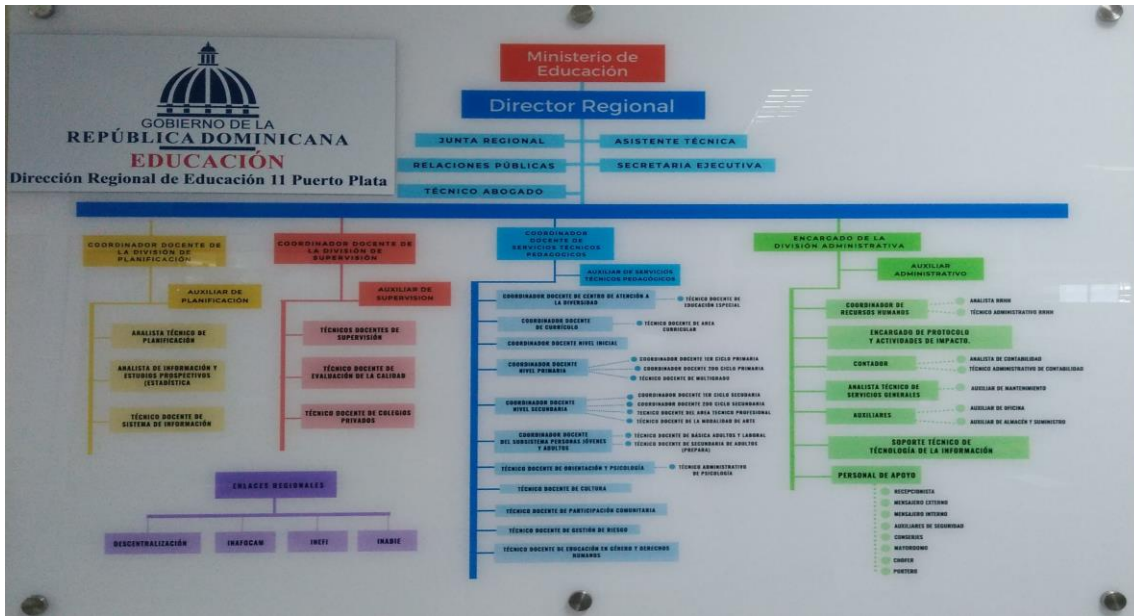 GOBIERNO DE LA
REPÚBLICA DOMINICANA
EDUCACIÓN
Dirección Regional de Educación 11 Puerto Plata
Ministerio de
Educación
Director Regional
JUNTA REGIONAL
ASISTENTE TÉCNICA
RELACIONES PÚBLICAS
SECRETARIA EJECUTIVA
TÉCNICO ABOGADO
COORDINADOR DOCENTE DE
LA DIVISIÓN DE
PLANIFICACIÓN
AUXILIAR DE
PLANIFICACIÓN
ANALISTA TÉCNICO DE
PLANIFICACIÓN
ANALISTA DE INFORMACIÓN Y
ESTUDIOS PROSPECTIVOS
(ESTADÍSTICA
TÉCNICO DOCENTE DE
SISTEMA DE INFORMACIÓN
COORDINADOR DOCENTE DE
LA DIVISIÓN DE
SUPERVISIÓN
AUXILIAR DE
SUPERVISIÓN
TÉCNICOS DOCENTES DE
SUPERVISIÓN
TÉCNICO DOCENTE DE
EVALUACIÓN DE LA CALIDAD
TÉCNICO DOCENTE DE COLEGIOS
PRIVADOS
ENLACES REGIONALES
DESCENTRALIZACIÓN
INAFOCAM
INEFI
INABIE
COORDINADOR
DOCENTE DE
SERVICIOS TÉCNICOS
PEDAGÓGICOS
AUXILIAR DE SERVICIOS
TÉCNICOS PEDAGÓGICOS
COORDINADOR DOCENTE DE CENTRO DE ATENCIÓN A
LA DIVERSIDAD
TÉCNICO DOCENTE DE
EDUCACIÓN ESPECIAL
COORDINADOR DOCENTE
DE CURRÍCULO
TÉCNICO DOCENTE DE AREA
CURRICULAR
COORDINADOR DOCENTE NIVEL INICIAL
COORDINADOR DOCENTE
NIVEL PRIMARIA
COORDINADOR DOCENTE 1ER CICLO PRIMARIA
COORDINADOR DOCENTE 2DO CICLO PRIMARIA
TÉCNICO DOCENTE DE MULTIGRADO
COORDINADOR DOCENTE
NIVEL SECUNDARIA
COORDINADOR DOCENTE 1ER CICLO SECUNDARIA
COORDINADOR DOCENTE 2DO CICLO SECUNDARIA
TÉCNICO DOCENTE DEL AREA TÉCNICO PROFESIONAL
TÉCNICO DOCENTE DE LA MODALIDAD DE ARTE
COORDINADOR DOCENTE
DEL SUBSISTEMA PERSONAS JÓVENES
Y ADULTOS
TÉCNICO DOCENTE DE BÁSICA ADULTOS Y LABORAL
TÉCNICO DOCENTE DE SECUNDARIA DE ADULTOS
(PREPARA)
TÉCNICO DOCENTE DE ORIENTACIÓN Y PSICOLOGÍA
TÉCNICO ADMINISTRATIVO
DE PSICOLOGÍA
TÉCNICO DOCENTE DE CULTURA
TÉCNICO DOCENTE DE PARTICIPACIÓN COMUNITARIA
TÉCNICO DOCENTE DE GESTIÓN DE RIESGO
TÉCNICO DOCENTE DE EDUCACIÓN EN GÉNERO Y DERECHOS
HUMANOS
ENCARGADO DE LA
DIVISIÓN ADMINISTRATIVA
AUXILIAR
ADMINISTRATIVO
COORDINADOR DE
RECURSOS HUMANOS
ANALISTA RRHH
TÉCNICO ADMINISTRATIVO RRHH
ENCARGADO DE PROTOCOLO
Y ACTIVIDADES DE IMPACTO.
CONTADOR
ANALISTA DE CONTABILIDAD
TÉCNICO ADMINISTRATIVO DE CONTABILIDAD
ANALISTA TÉCNICO DE
SERVICIOS GENERALES
AUXILIAR DE MANTENIMIENTO
AUXILIARES
AUXILIAR DE OFICINA
AUXILIAR DE ALMACÉN Y SUMINISTRO
SOPORTE TÉCNICO DE
TÉCNOLOGÍA DE LA INFORMACIÓN
PERSONAL DE APOYO
RECEPCIONISTA
MENSAJERO EXTERNO
MENSAJERO INTERNO
AUXILIARES DE SEGURIDAD
CONSERJES
MAYORDOMO
CHOFER
PORTERO